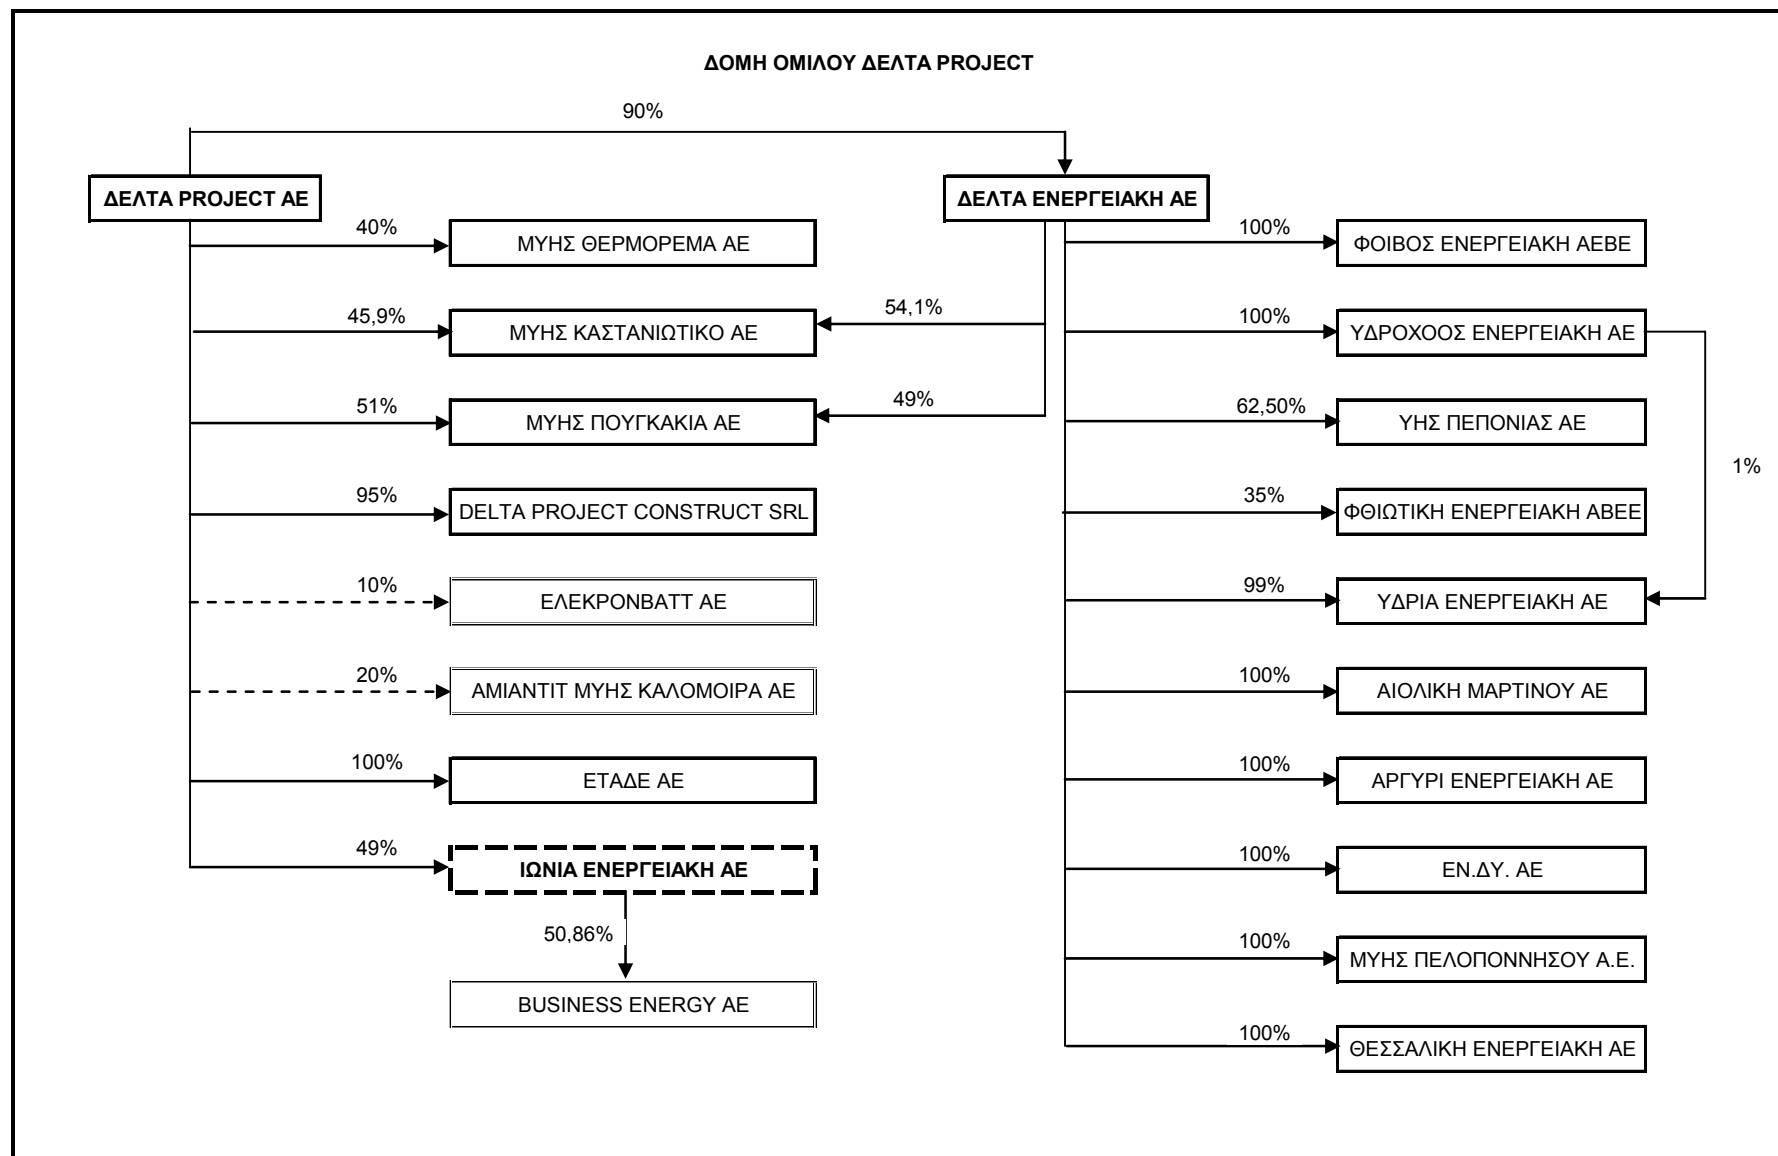 ΔΟΜΗ ΟΜΙΛΟΥ ΔΕΛΤΑ PROJECT
90%
ΔΕΛΤΑ PROJECT ΑΕ
ΔΕΛΤΑ ΕΝΕΡΓΕΙΑΚΗ ΑΕ
40%
ΜΥΗΣ ΘΕΡΜΟΡΕΜΑ ΑΕ
100%
ΦΟΙΒΟΣ ΕΝΕΡΓΕΙΑΚΗ ΑΕΒΕ
45,9%
ΜΥΗΣ ΚΑΣΤΑΝΙΩΤΙΚΟ ΑΕ
54,1%
100%
ΥΔΡΟΧΟΟΣ ΕΝΕΡΓΕΙΑΚΗ ΑΕ
51%
ΜΥΗΣ ΠΟΥΓΚΑΚΙΑ ΑΕ
49%
62,50%
ΥΗΣ ΠΕΠΟΝΙΑΣ ΑΕ
1%
95%
DELTA PROJECT CONSTRUCT SRL
35%
ΦΘΙΩΤΙΚΗ ΕΝΕΡΓΕΙΑΚΗ ΑΒΕΕ
10%
ΕΛΕΚΡΟΝΒΑΤΤ ΑΕ
99%
ΥΔΡΙΑ ΕΝΕΡΓΕΙΑΚΗ ΑΕ
20%
ΑΜΙΑΝΤΙΤ ΜΥΗΣ ΚΑΛΟΜΟΙΡΑ ΑΕ
100%
ΑΙΟΛΙΚΗ ΜΑΡΤΙΝΟΥ ΑΕ
100%
ΕΤΑΔΕ ΑΕ
100%
ΑΡΓΥΡΙ ΕΝΕΡΓΕΙΑΚΗ ΑΕ
49%
ΙΩΝΙΑ ΕΝΕΡΓΕΙΑΚΗ ΑΕ
100%
ΕΝ.ΔΥ. ΑΕ
50,86%
100%
ΜΥΗΣ ΠΕΛΟΠΟΝΝΗΣΟΥ Α.Ε.
BUSINESS ENERGY ΑΕ
100%
ΘΕΣΣΑΛΙΚΗ ΕΝΕΡΓΕΙΑΚΗ ΑΕ